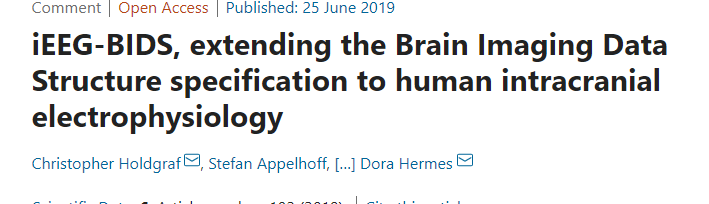 Comment | Open Access | Published: 25 June 2019
iEEG-BIDS, extending the Brain Imaging Data
Structure specification to human intracranial
electrophysiology
Christopher Holdgraf, Stefan Appelhoff, [...] Dora Hermes